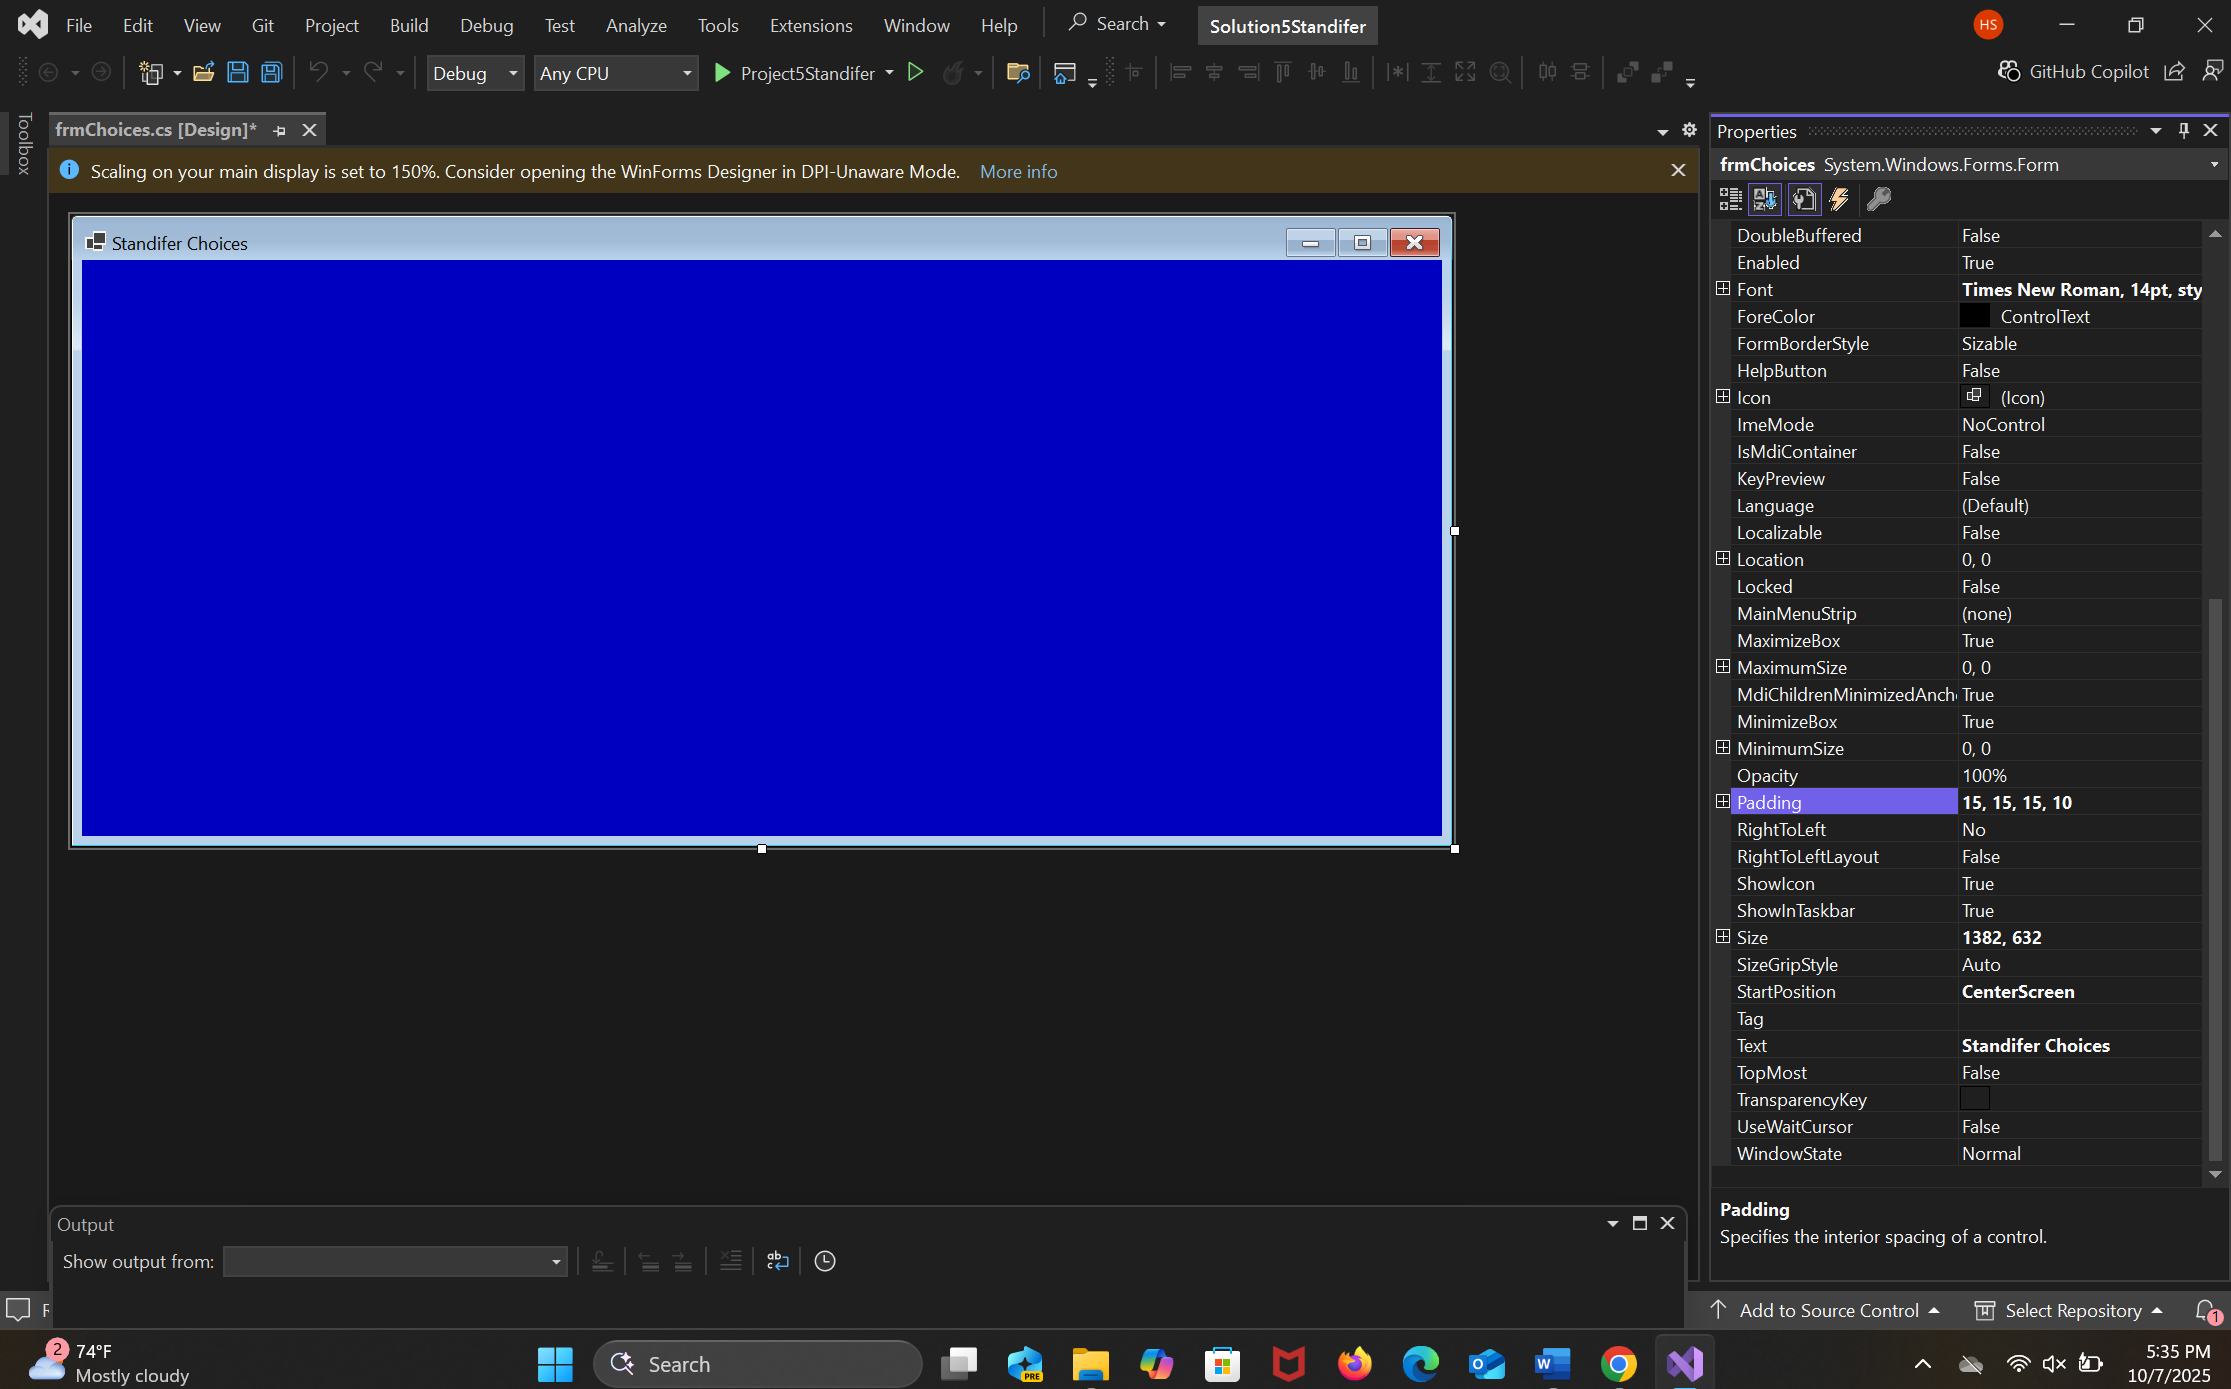 File Edit View Git Project Build Debug Test Analyze Tools Extensions Window Help Search Solution5Standifer HS
Debug Any CPU Project5Standifer GitHub Copilot
Toolbox
frmChoices.cs [Design]*
Scaling on your main display is set to 150%. Consider opening the WinForms Designer in DPI-Unaware Mode. More info
Standifer Choices
Properties
frmChoices System.Windows.Forms.Form
DoubleBuffered False
Enabled True
Font Times New Roman, 14pt, sty
ForeColor ControlText
FormBorderStyle Sizable
HelpButton False
Icon (Icon)
ImeMode NoControl
IsMdiContainer False
KeyPreview False
Language (Default)
Localizable False
Location 0, 0
Locked False
MainMenuStrip (none)
MaximizeBox True
MaximumSize 0, 0
MdiChildrenMinimizedAnch True
MinimizeBox True
MinimumSize 0, 0
Opacity 100%
Padding 15, 15, 15, 10
RightToLeft No
RightToLeftLayout False
ShowIcon True
ShowInTaskbar True
Size 1382, 632
SizeGripStyle Auto
StartPosition CenterScreen
Tag
Text Standifer Choices
TopMost False
TransparencyKey
UseWaitCursor False
WindowState Normal
Padding
Specifies the interior spacing of a control.
Output
Show output from:
Add to Source Control Select Repository 1
2 74°F
Mostly cloudy
Search
PRE
5:35 PM
10/7/2025